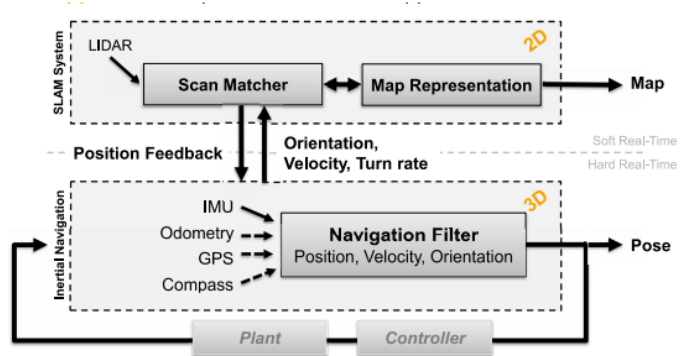 2D
SLAM System
LIDAR
Scan Matcher
Map Representation
Map
Position Feedback
Orientation,
Velocity, Turn rate
Soft Real-Time
Hard Real-Time
3D
Inertial Navigation
IMU
Odometry
GPS
Compass
Navigation Filter
Position, Velocity, Orientation
Pose
Plant
Controller